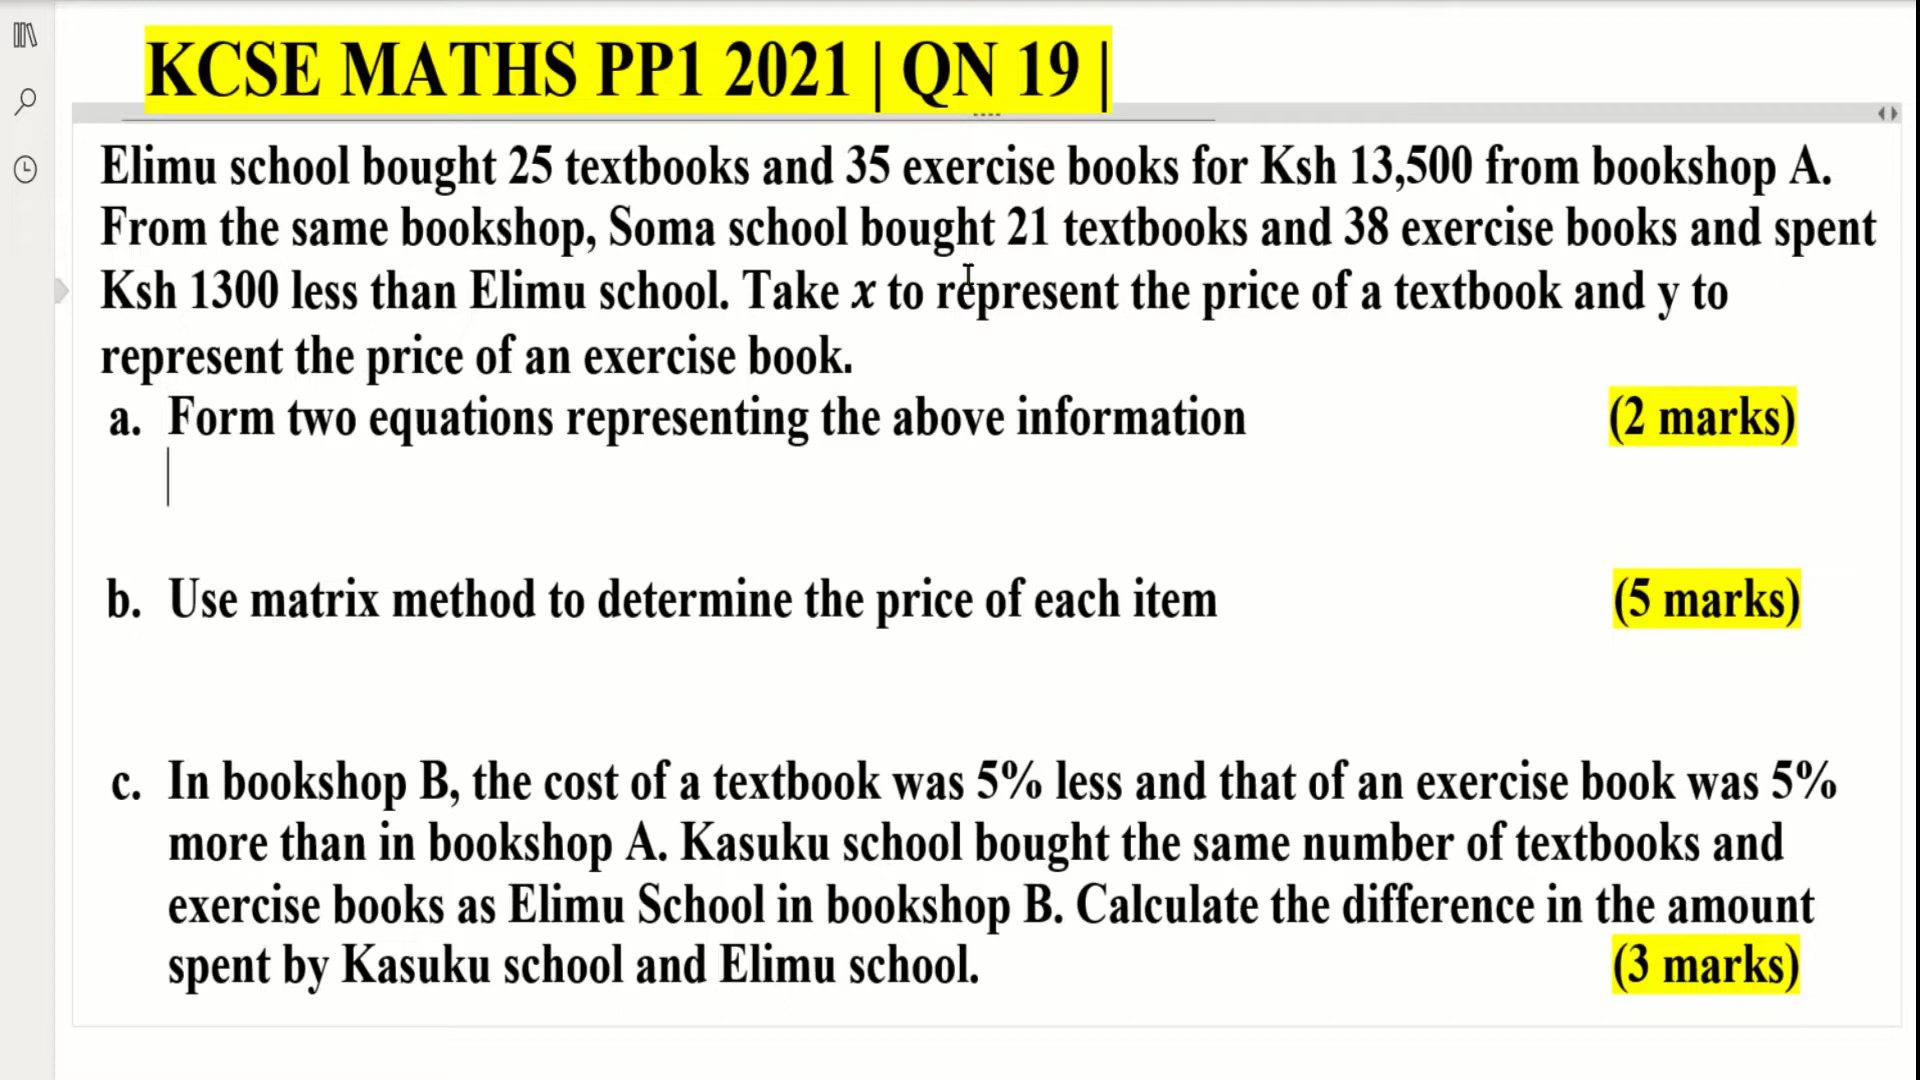 KCSE MATHS PP1 2021 | QN 19 |
Elimu school bought 25 textbooks and 35 exercise books for Ksh 13,500 from bookshop A.
From the same bookshop, Soma school bought 21 textbooks and 38 exercise books and spent
Ksh 1300 less than Elimu school. Take x to represent the price of a textbook and y to
represent the price of an exercise book.
a. Form two equations representing the above information (2 marks)
b. Use matrix method to determine the price of each item (5 marks)
c. In bookshop B, the cost of a textbook was 5% less and that of an exercise book was 5%
more than in bookshop A. Kasuku school bought the same number of textbooks and
exercise books as Elimu School in bookshop B. Calculate the difference in the amount
spent by Kasuku school and Elimu school. (3 marks)